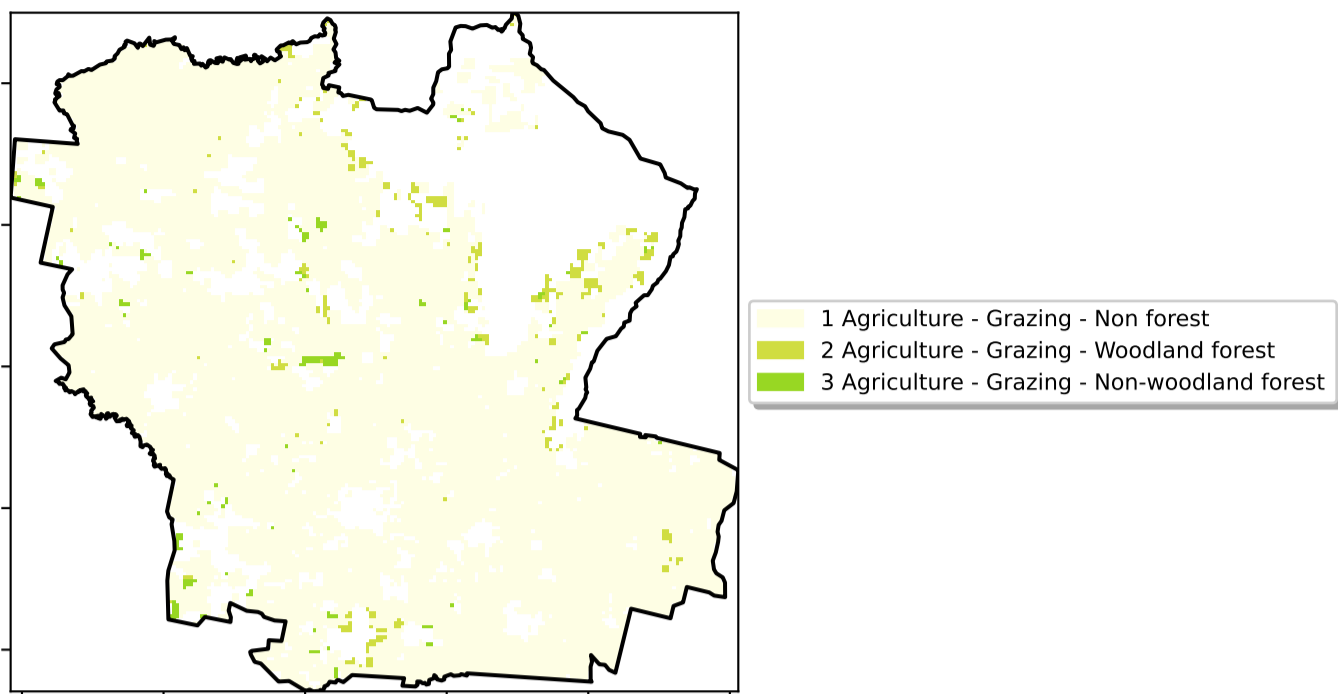 1 Agriculture - Grazing - Non forest
2 Agriculture - Grazing - Woodland forest
3 Agriculture - Grazing - Non-woodland forest